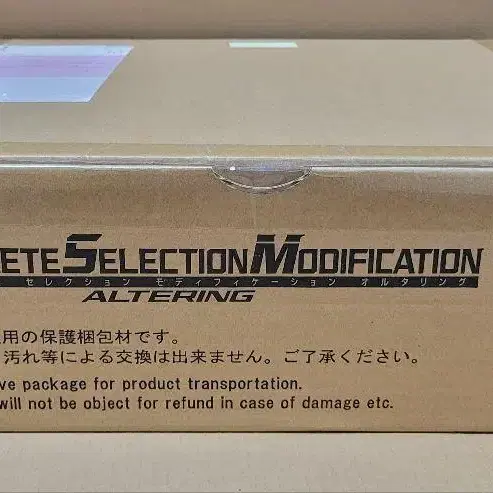 ETE SELECTION MODIFICATION
セレクション モディフィケーション オルタリング
ALTERING
用の保護梱包材です。
汚れ等による交換は出来ません。ご了承ください。
ve package for product transportation.
will not be object for refund in case of damage etc.